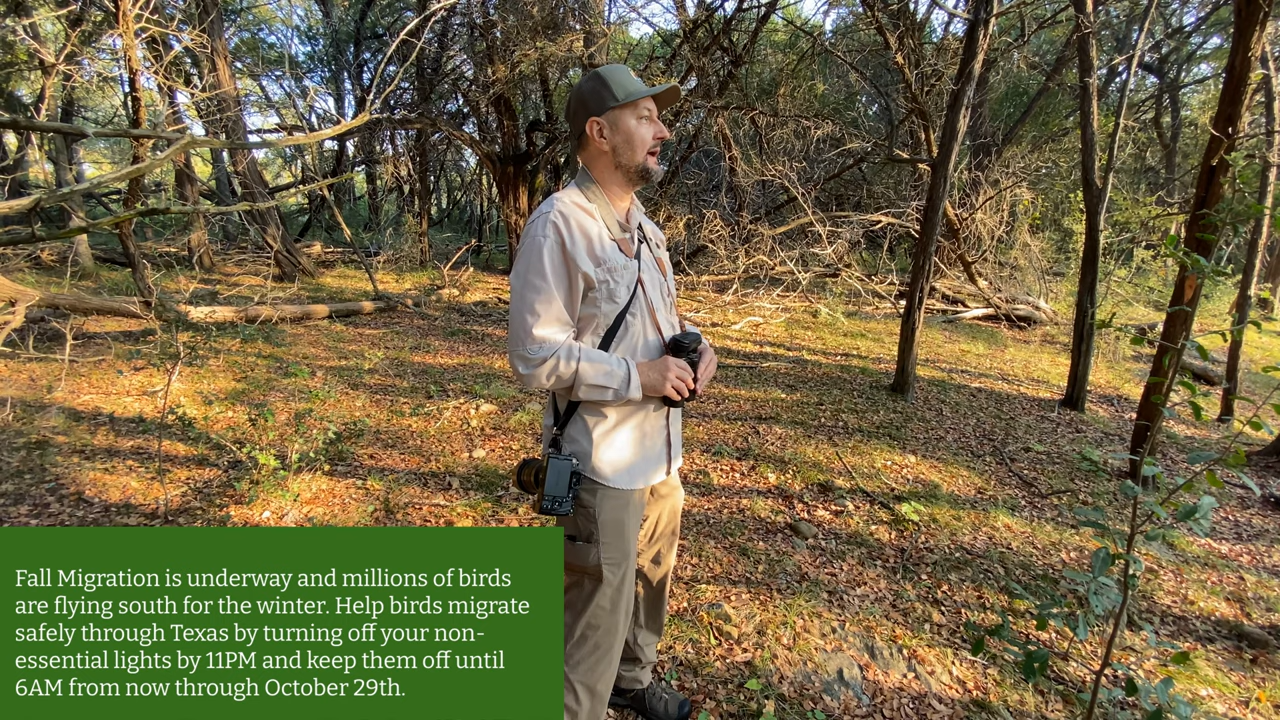 Fall Migration is underway and millions of birds
are flying south for the winter. Help birds migrate
safely through Texas by turning off your non-
essential lights by 11PM and keep them off until
6AM from now through October 29th.